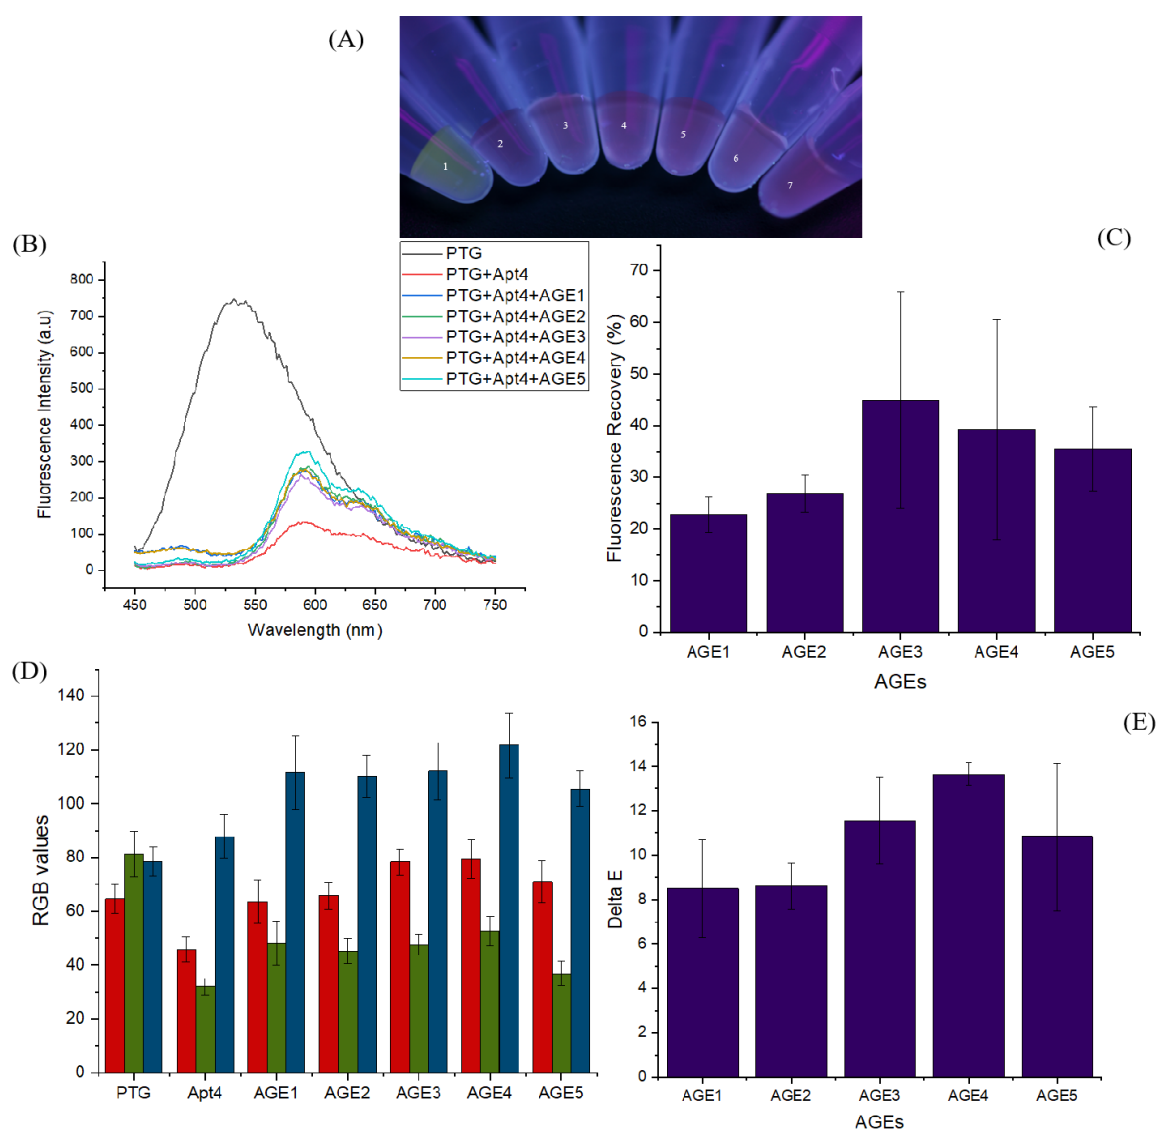 (A)
1
2
3
4
5
6
7
(B)
PTG
PTG+Apt4
PTG+Apt4+AGE1
PTG+Apt4+AGE2
PTG+Apt4+AGE3
PTG+Apt4+AGE4
PTG+Apt4+AGE5
800
700
600
500
400
300
200
100
0
Fluorescence Intensity (a.u)
450 500 550 600 650 700 750
Wavelength (nm)
(C)
70
60
50
40
30
20
10
0
Fluorescence Recovery (%)
AGE1 AGE2 AGE3 AGE4 AGE5
AGEs
(D)
140
120
100
80
60
40
20
0
RGB values
PTG Apt4 AGE1 AGE2 AGE3 AGE4 AGE5
(E)
16
14
12
10
8
6
4
2
0
Delta E
AGE1 AGE2 AGE3 AGE4 AGE5
AGEs